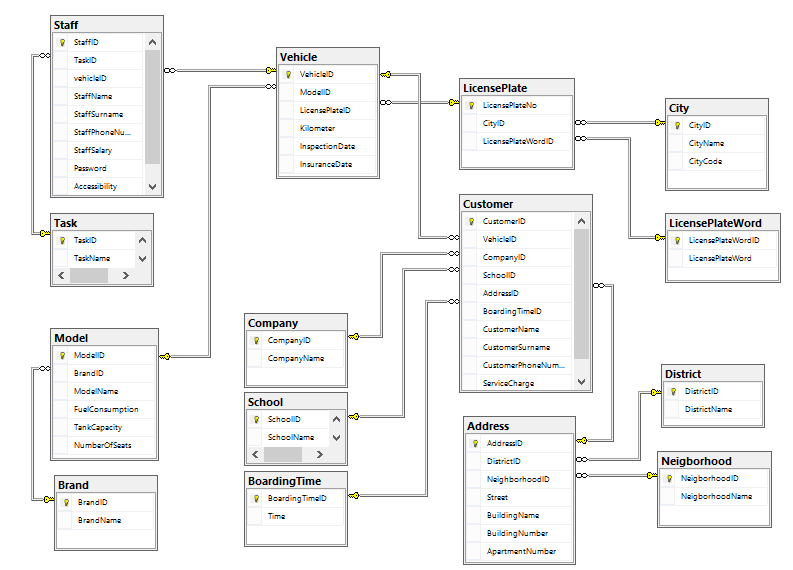 Staff
StaffID
TaskID
vehicleID
StaffName
StaffSurname
StaffPhoneNu...
StaffSalary
Password
Accessibility
Task
TaskID
TaskName
Vehicle
VehicleID
ModelID
LicensePlateID
Kilometer
InspectionDate
InsuranceDate
LicensePlate
LicensePlateNo
CityID
LicensePlateWordID
City
CityID
CityName
CityCode
LicensePlateWord
LicensePlateWordID
LicensePlateWord
Customer
CustomerID
VehicleID
CompanyID
SchoolID
AddressID
BoardingTimeID
CustomerName
CustomerSurname
CustomerPhoneNum...
ServiceCharge
Model
ModelID
BrandID
ModelName
FuelConsumption
TankCapacity
NumberOfSeats
Brand
BrandID
BrandName
Company
CompanyID
CompanyName
School
SchoolID
SchoolName
BoardingTime
BoardingTimeID
Time
Address
AddressID
DistrictID
NeighborhoodID
Street
BuildingName
BuildingNumber
ApartmentNumber
District
DistrictID
DistrictName
Neigborhood
NeigborhoodID
NeigborhoodName